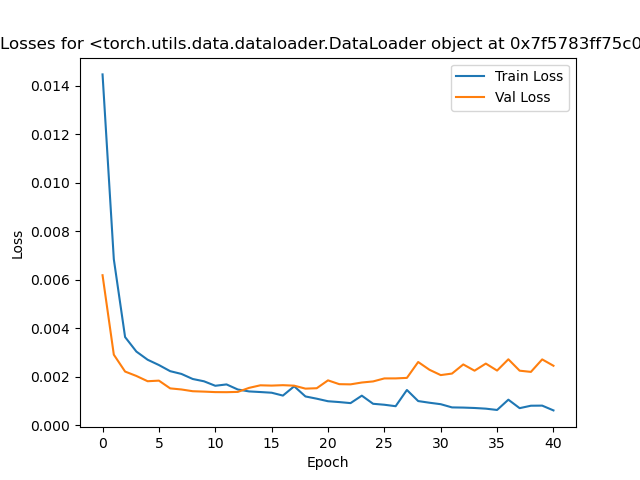 Losses for <torch.utils.data.dataloader.DataLoader object at 0x7f5783ff75c0
Train Loss
Val Loss
0.014
0.012
0.010
0.008
0.006
0.004
0.002
0.000
Loss
0 5 10 15 20 25 30 35 40
Epoch